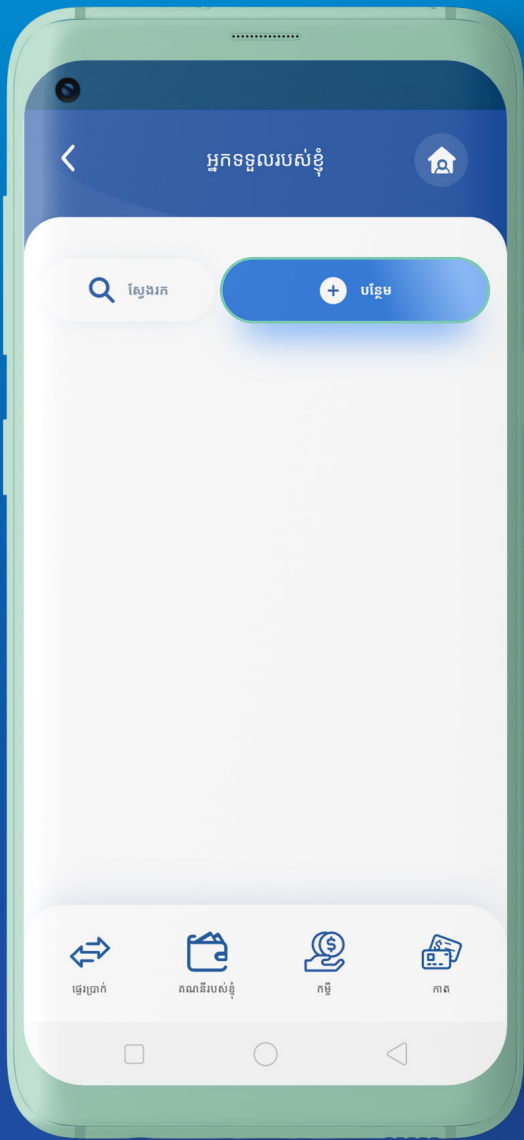 អ្នកទទួលរបស់ខ្ញុំ
ស្វែងរក
បន្ថែម
ផ្ទេរប្រាក់
គណនីរបស់ខ្ញុំ
កម្ចី
កាត